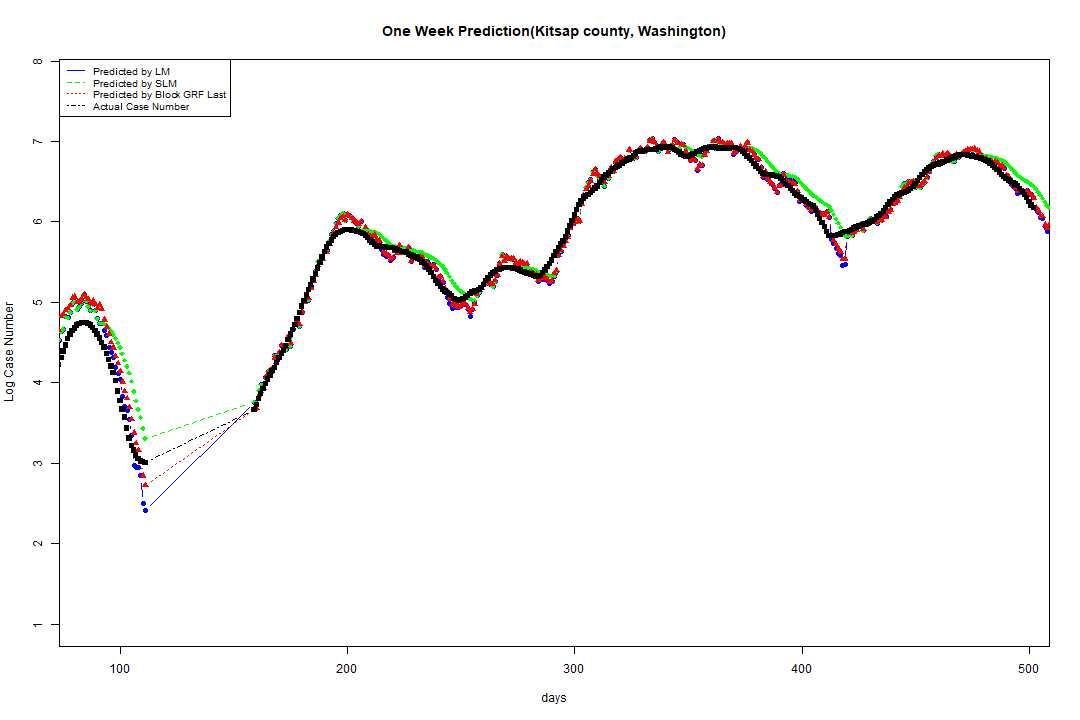 One Week Prediction(Kitsap county, Washington)
Predicted by LM
Predicted by SLM
Predicted by Block GRF Last
Actual Case Number
Log Case Number
8
7
6
5
4
3
2
1
100 200 300 400 500
days